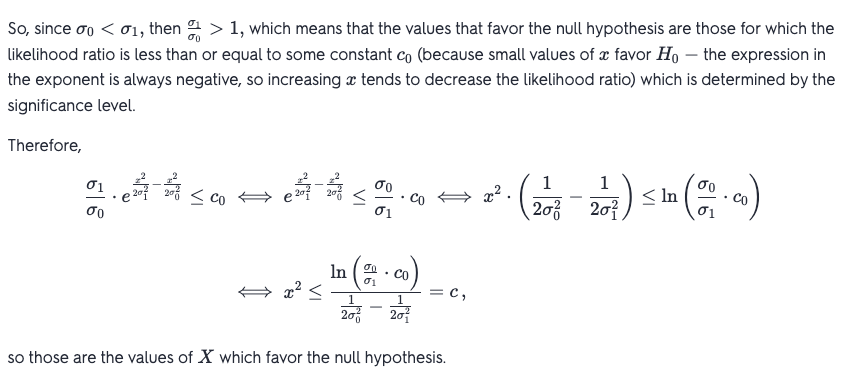 So, since σ₀ < σ₁, then σ₁/σ₀ > 1, which means that the values that favor the null hypothesis are those for which the
likelihood ratio is less than or equal to some constant c₀ (because small values of x favor H₀ – the expression in
the exponent is always negative, so increasing x tends to decrease the likelihood ratio) which is determined by the
significance level.
Therefore,
σ₁/σ₀ · e^(x²/2σ₁² − x²/2σ₀²) ≤ c₀ ⟺ e^(x²/2σ₁² − x²/2σ₀²) ≤ σ₀/σ₁ · c₀ ⟺ x² · (1/2σ₀² − 1/2σ₁²) ≤ ln(σ₀/σ₁ · c₀)
⟺ x² ≤ ln(σ₀/σ₁ · c₀) / (1/2σ₀² − 1/2σ₁²) = c,
so those are the values of X which favor the null hypothesis.